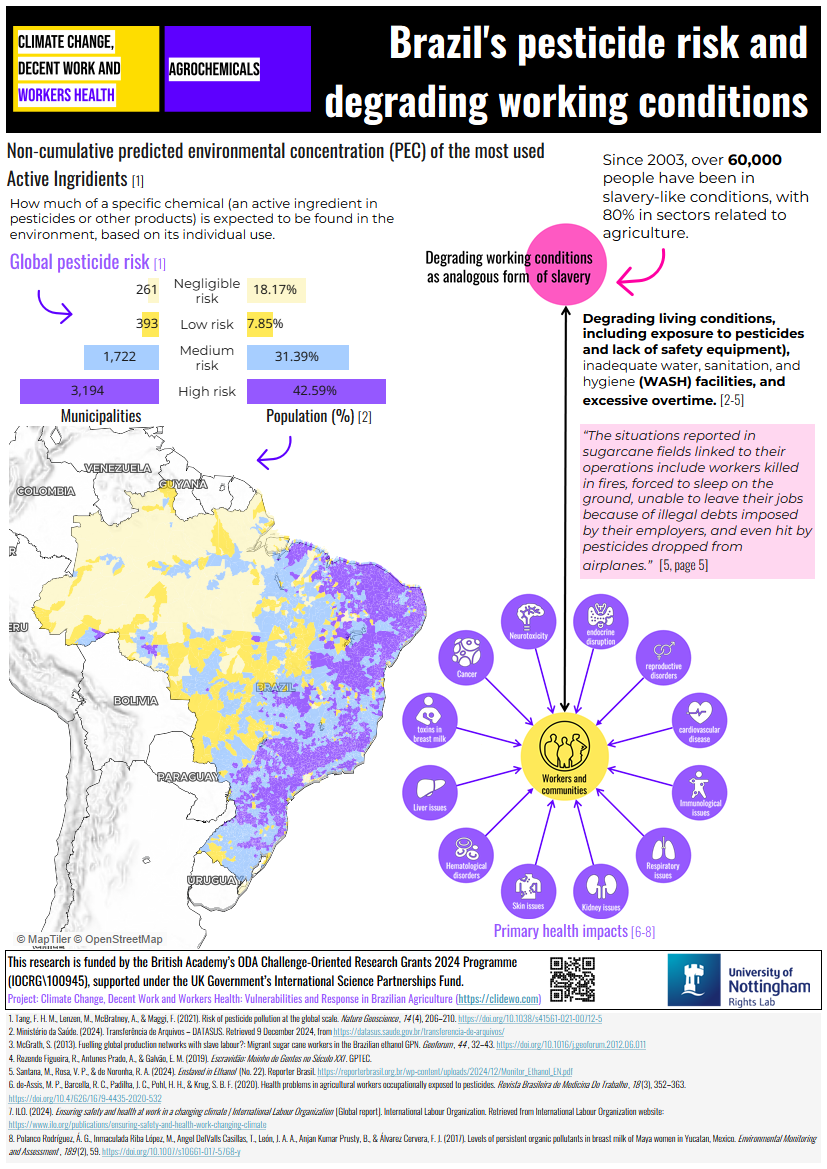 CLIMATE CHANGE,
DECENT WORK AND
WORKERS HEALTH
AGROCHEMICALS
Brazil's pesticide risk and
degrading working conditions
Non-cumulative predicted environmental concentration (PEC) of the most used
Active Ingridients [1]
How much of a specific chemical (an active ingredient in
pesticides or other products) is expected to be found in the
environment, based on its individual use.
Global pesticide risk [1]
261 Negligible risk 18.17%
393 Low risk 7.85%
1,722 Medium risk 31.39%
3,194 High risk 42.59%
Municipalities Population (%) [2]
VENEZUELA
GUYANA
COLOMBIA
R
ERU
BRAZIL
BOLIVIA
PARAGUAY
URUGUAY
© MapTiler © OpenStreetMap
Since 2003, over 60,000
people have been in
slavery-like conditions, with
80% in sectors related to
agriculture.
Degrading working conditions
as analogous form of slavery
Degrading living conditions,
including exposure to pesticides
and lack of safety equipment),
inadequate water, sanitation, and
hygiene (WASH) facilities, and
excessive overtime. [2-5]
"The situations reported in
sugarcane fields linked to their
operations include workers killed
in fires, forced to sleep on the
ground, unable to leave their jobs
because of illegal debts imposed
by their employers, and even hit by
pesticides dropped from
airplanes." [5, page 5]
Neurotoxicity
endocrine
disruption
Cancer
reproductive
disorders
toxins in
breast milk
cardiovascular
disease
Workers and
communities
Liver issues
Immunological
issues
Hematological
disorders
Respiratory
issues
Skin issues
Kidney issues
Primary health impacts [6-8]
This research is funded by the British Academy's ODA Challenge-Oriented Research Grants 2024 Programme
(IOCRG\100945), supported under the UK Government's International Science Partnerships Fund.
Project: Climate Change, Decent Work and Workers Health: Vulnerabilities and Response in Brazilian Agriculture (https://clidewo.com)
University of
Nottingham
Rights Lab
1. Tang, F. H. M., Lenzen, M., McBratney, A., & Maggi, F. (2021). Risk of pesticide pollution at the global scale. Nature Geoscience, 14(4), 206–210. https://doi.org/10.1038/s41561-021-00712-5
2. Ministério da Saúde. (2024). Transferência de Arquivos – DATASUS. Retrieved 9 December 2024, from https://datasus.saude.gov.br/transferencia-de-arquivos/
3. McGrath, S. (2013). Fuelling global production networks with slave labour?: Migrant sugar cane workers in the Brazilian ethanol GPN. Geoforum, 44, 32–43. https://doi.org/10.1016/j.geoforum.2012.06.011
4. Rezende Figueira, R., Antunes Prado, A., & Galvão, E. M. (2019). Escravidão: Moinho de Gentes no Século XXI. GPTEC.
5. Santana, M., Rosa, V. P., & de Noronha, R. A. (2024). Enslaved in Ethanol (No. 22). Reporter Brasil. https://reporterbrasil.org.br/wp-content/uploads/2024/12/Monitor_Ethanol_EN.pdf
6. de-Assis, M. P., Barcella, R. C., Padilha, J. C., Pohl, H. H., & Krug, S. B. F. (2020). Health problems in agricultural workers occupationally exposed to pesticides. Revista Brasileira de Medicina Do Trabalho, 18(3), 352–363.
https://doi.org/10.47626/1679-4435-2020-532
7. ILO. (2024). Ensuring safety and health at work in a changing climate | International Labour Organization [Global report]. International Labour Organization. Retrieved from International Labour Organization website:
https://www.ilo.org/publications/ensuring-safety-and-health-work-changing-climate
8. Polanco Rodríguez, Á. G., Inmaculada Riba López, M., Angel DelValls Casillas, T., León, J. A. A., Anjan Kumar Prusty, B., & Álvarez Cervera, F. J. (2017). Levels of persistent organic pollutants in breast milk of Maya women in Yucatan, Mexico. Environmental Monitoring
and Assessment, 189(2), 59. https://doi.org/10.1007/s10661-017-5768-y